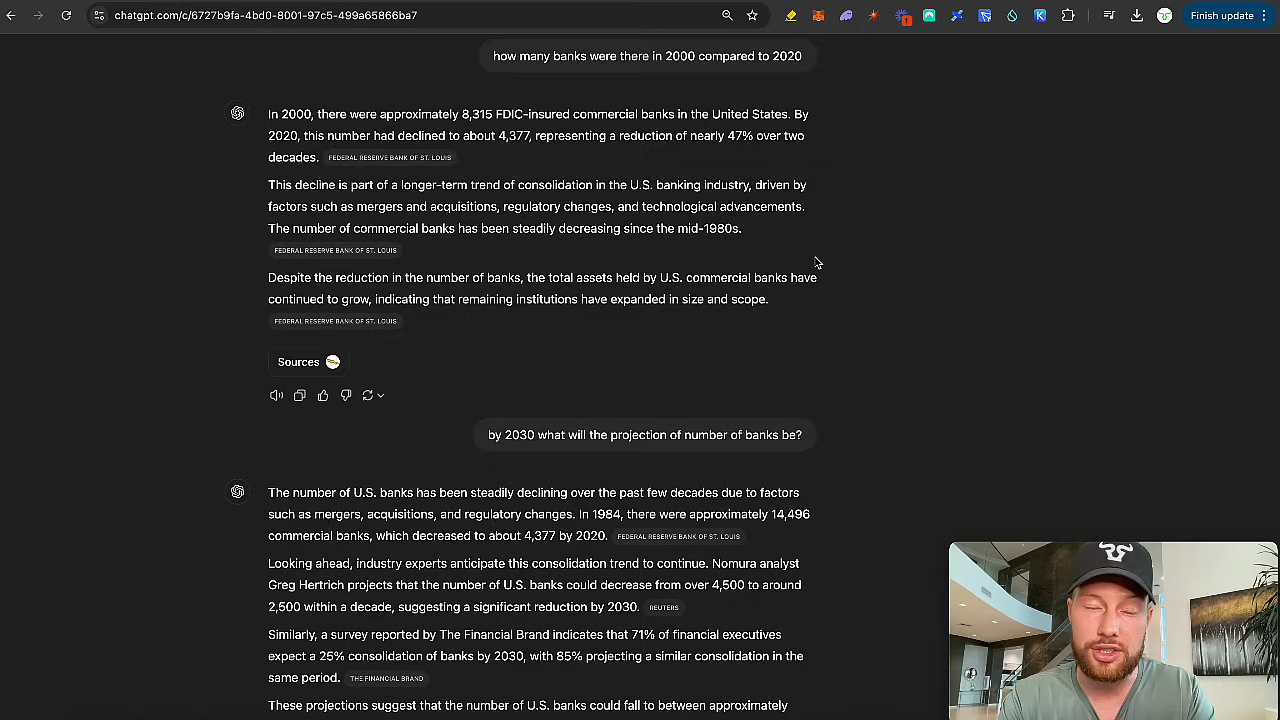 chatgpt.com/c/6727b9fa-4bd0-8001-97c5-499a65866ba7
1
Finish update
how many banks were there in 2000 compared to 2020
In 2000, there were approximately 8,315 FDIC-insured commercial banks in the United States. By
2020, this number had declined to about 4,377, representing a reduction of nearly 47% over two
decades. FEDERAL RESERVE BANK OF ST. LOUIS
This decline is part of a longer-term trend of consolidation in the U.S. banking industry, driven by
factors such as mergers and acquisitions, regulatory changes, and technological advancements.
The number of commercial banks has been steadily decreasing since the mid-1980s.
FEDERAL RESERVE BANK OF ST. LOUIS
Despite the reduction in the number of banks, the total assets held by U.S. commercial banks have
continued to grow, indicating that remaining institutions have expanded in size and scope.
FEDERAL RESERVE BANK OF ST. LOUIS
Sources
by 2030 what will the projection of number of banks be?
The number of U.S. banks has been steadily declining over the past few decades due to factors
such as mergers, acquisitions, and regulatory changes. In 1984, there were approximately 14,496
commercial banks, which decreased to about 4,377 by 2020. FEDERAL RESERVE BANK OF ST. LOUIS
Looking ahead, industry experts anticipate this consolidation trend to continue. Nomura analyst
Greg Hertrich projects that the number of U.S. banks could decrease from over 4,500 to around
2,500 within a decade, suggesting a significant reduction by 2030. REUTERS
Similarly, a survey reported by The Financial Brand indicates that 71% of financial executives
expect a 25% consolidation of banks by 2030, with 85% projecting a similar consolidation in the
same period. THE FINANCIAL BRAND
These projections suggest that the number of U.S. banks could fall to between approximately